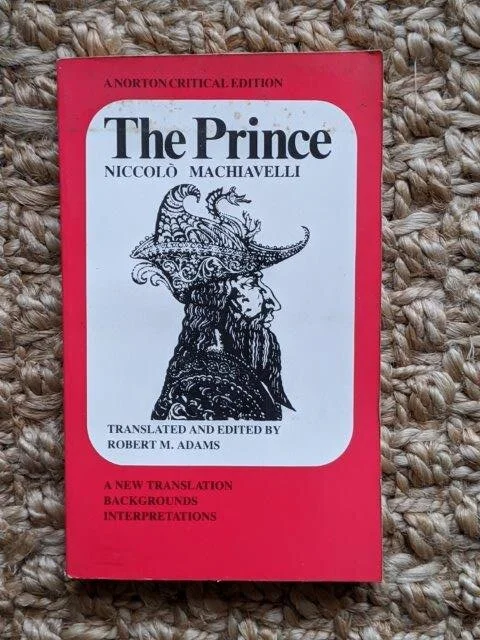 A NORTON CRITICAL EDITION
The Prince
NICCOLÒ MACHIAVELLI
TRANSLATED AND EDITED BY
ROBERT M. ADAMS
A NEW TRANSLATION
BACKGROUNDS
INTERPRETATIONS